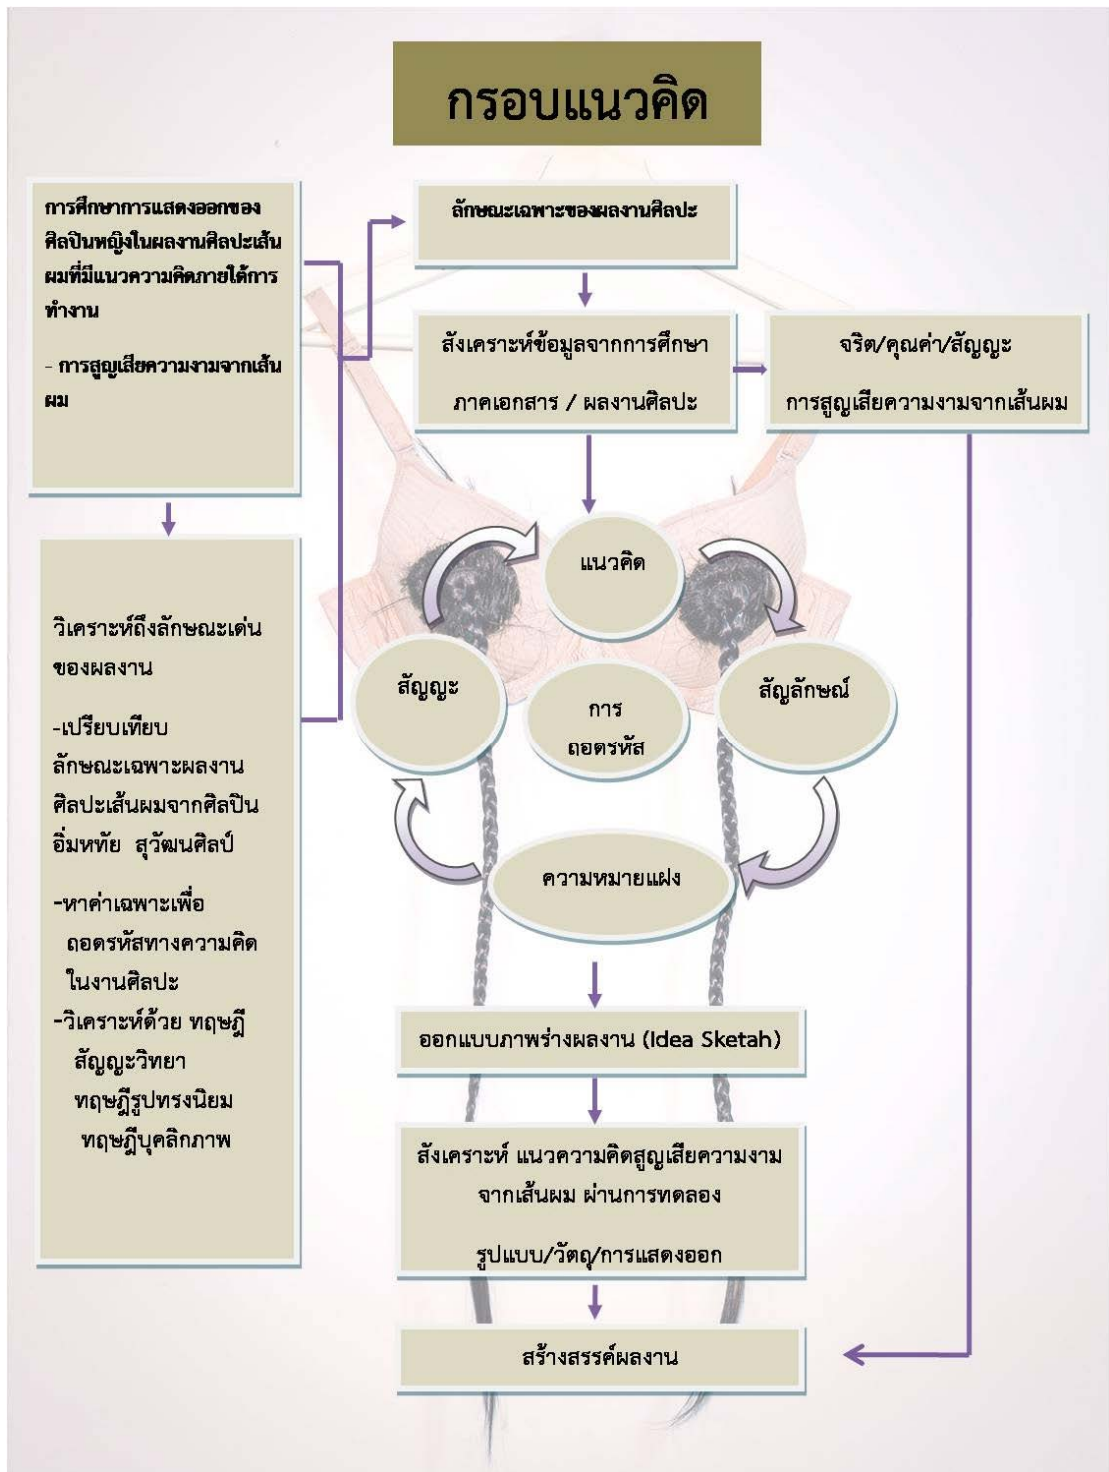 กรอบแนวคิด
การศึกษาการแสดงออกของ
ศิลปินหญิงในผลงานศิลปะเส้น
ผมที่มีแนวความคิดภายใต้การ
ทำงาน
- การสูญเสียความงามจากเส้น
ผม
ลักษณะเฉพาะของผลงานศิลปะ
สังเคราะห์ข้อมูลจากการศึกษา
ภาคเอกสาร / ผลงานศิลปะ
จริต/คุณค่า/สัญญะ
การสูญเสียความงามจากเส้นผม
วิเคราะห์ถึงลักษณะเด่น
ของผลงาน
-เปรียบเทียบ
ลักษณะเฉพาะผลงาน
ศิลปะเส้นผมจากศิลปิน
อิ่มหทัย สุวัฒนศิลป์
-หาค่าเฉพาะเพื่อ
ถอดรหัสทางความคิด
ในงานศิลปะ
-วิเคราะห์ด้วย ทฤษฎี
สัญญะวิทยา
ทฤษฎีรูปทรงนิยม
ทฤษฎีบุคลิกภาพ
แนวคิด
สัญญะ
การ
ถอดรหัส
สัญลักษณ์
ความหมายแฝง
ออกแบบภาพร่างผลงาน (Idea Sketah)
สังเคราะห์ แนวความคิดสูญเสียความงาม
จากเส้นผม ผ่านการทดลอง
รูปแบบ/วัตถุ/การแสดงออก
สร้างสรรค์ผลงาน